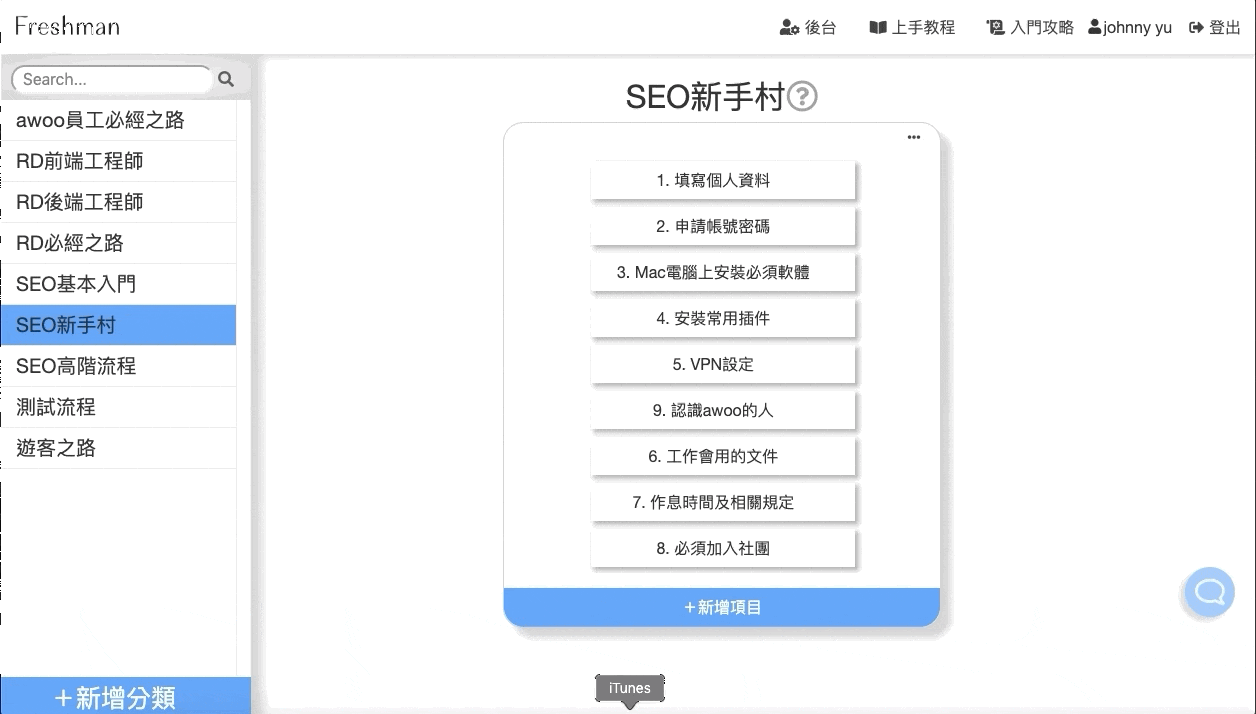 Freshman
後台
上手教程
入門攻略
johnny yu
登出
Search...
awoo員工必經之路
RD前端工程師
RD後端工程師
RD必經之路
SEO基本入門
SEO新手村
SEO高階流程
測試流程
遊客之路
＋新增分類
SEO新手村?
•••
1. 填寫個人資料
2. 申請帳號密碼
3. Mac電腦上安裝必須軟體
4. 安裝常用插件
5. VPN設定
9. 認識awoo的人
6. 工作會用的文件
7. 作息時間及相關規定
8. 必須加入社團
＋新增項目
iTunes